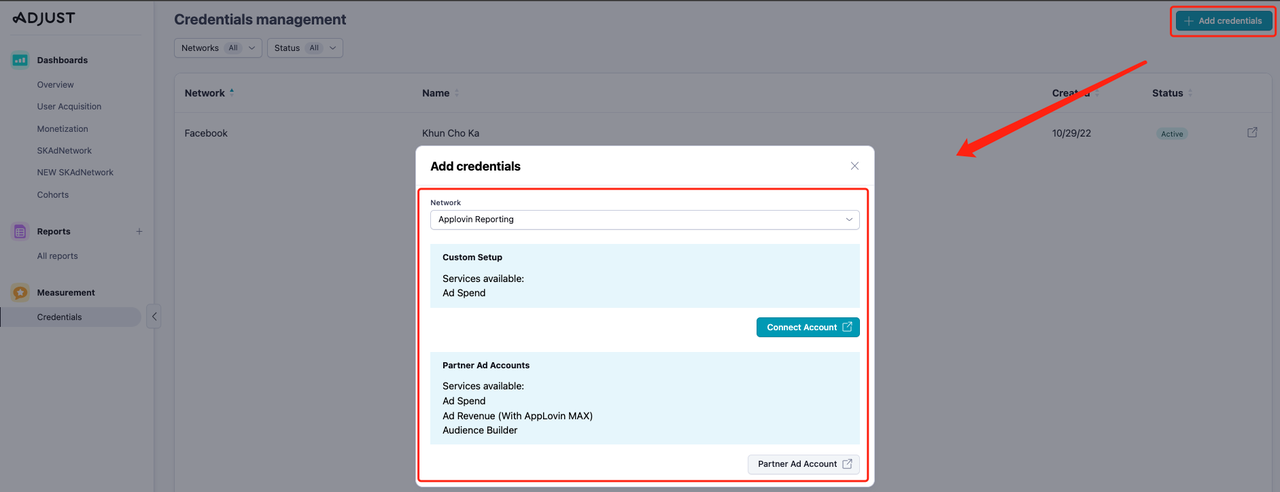 ADJUST
Dashboards
Overview
User Acquisition
Monetization
SKAdNetwork
NEW SKAdNetwork
Cohorts
Reports
All reports
Measurement
Credentials
Credentials management
Add credentials
Networks All
Status All
Network
Name
Created
Status
Facebook
Khun Cho Ka
10/29/22
Active
Add credentials
Network
Applovin Reporting
Custom Setup
Services available:
Ad Spend
Connect Account
Partner Ad Accounts
Services available:
Ad Spend
Ad Revenue (With AppLovin MAX)
Audience Builder
Partner Ad Account